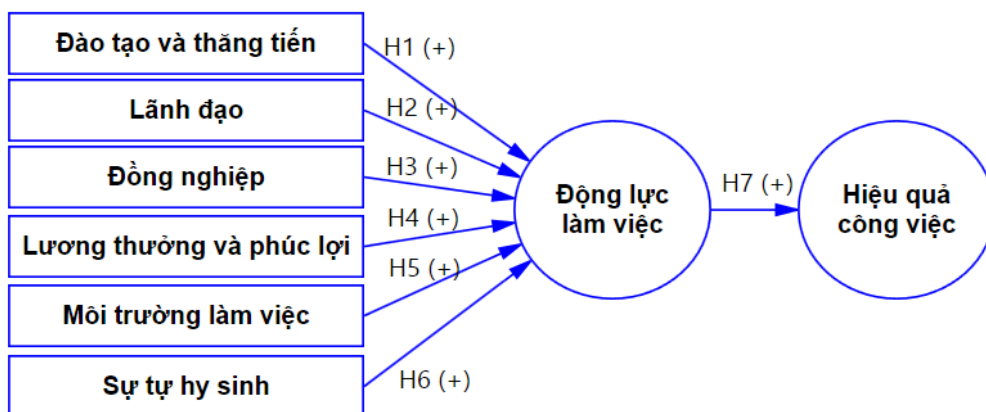 Đào tạo và thăng tiến
H1 (+)
Lãnh đạo
H2 (+)
Đồng nghiệp
H3 (+)
Lương thưởng và phúc lợi
H4 (+)
Môi trường làm việc
H5 (+)
Sự tự hy sinh
H6 (+)
Động lực
làm việc
H7 (+)
Hiệu quả
công việc